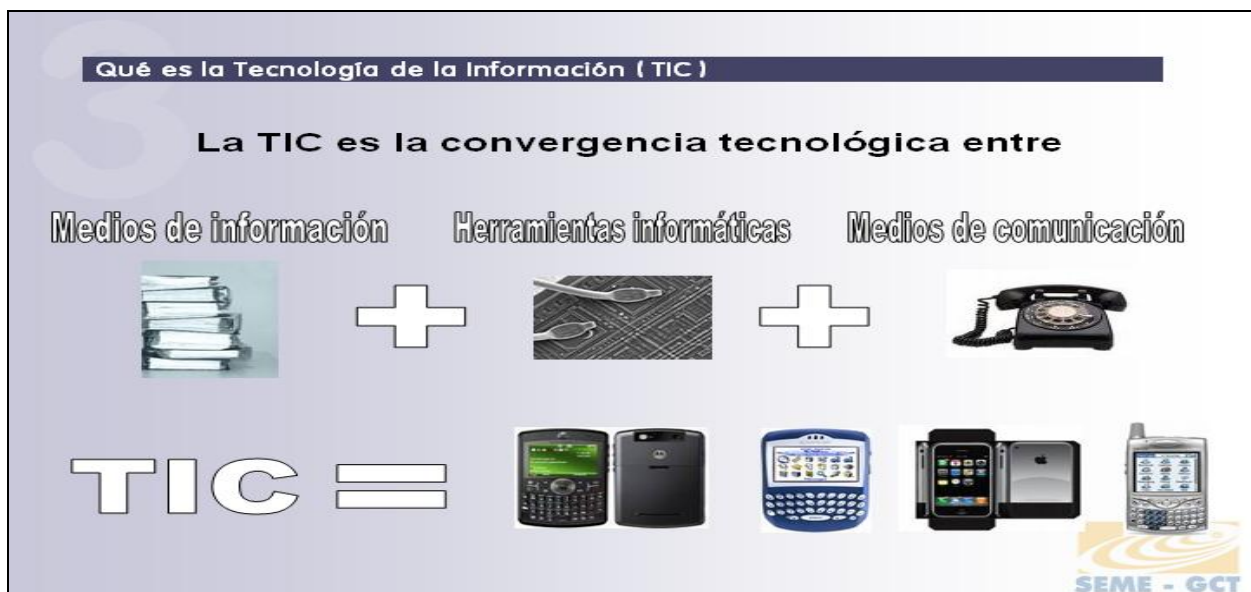 3
Qué es la Tecnología de la Información ( TIC )
La TIC es la convergencia tecnológica entre
Medios de información Herramientas informáticas Medios de comunicación
TIC =
SEME - GCT